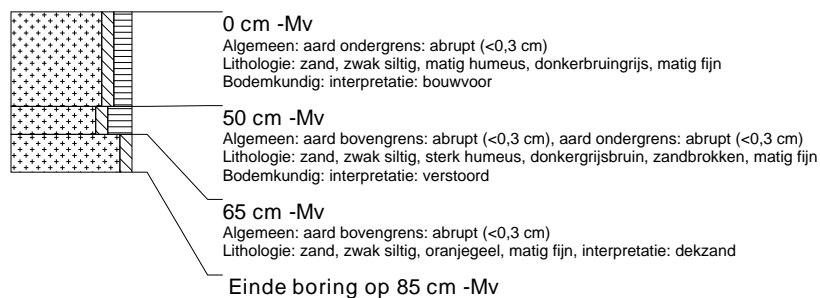 0 cm -Mv
Algemeen: aard ondergrens: abrupt (<0,3 cm)
Lithologie: zand, zwak siltig, matig humeus, donkerbruingrijs, matig fijn
Bodemkundig: interpretatie: bouwvoor
50 cm -Mv
Algemeen: aard bovengrens: abrupt (<0,3 cm), aard ondergrens: abrupt (<0,3 cm)
Lithologie: zand, zwak siltig, sterk humeus, donkergrijsbruin, zandbrokken, matig fijn
Bodemkundig: interpretatie: verstoord
65 cm -Mv
Algemeen: aard bovengrens: abrupt (<0,3 cm)
Lithologie: zand, zwak siltig, oranjegeel, matig fijn, interpretatie: dekzand
Einde boring op 85 cm -Mv